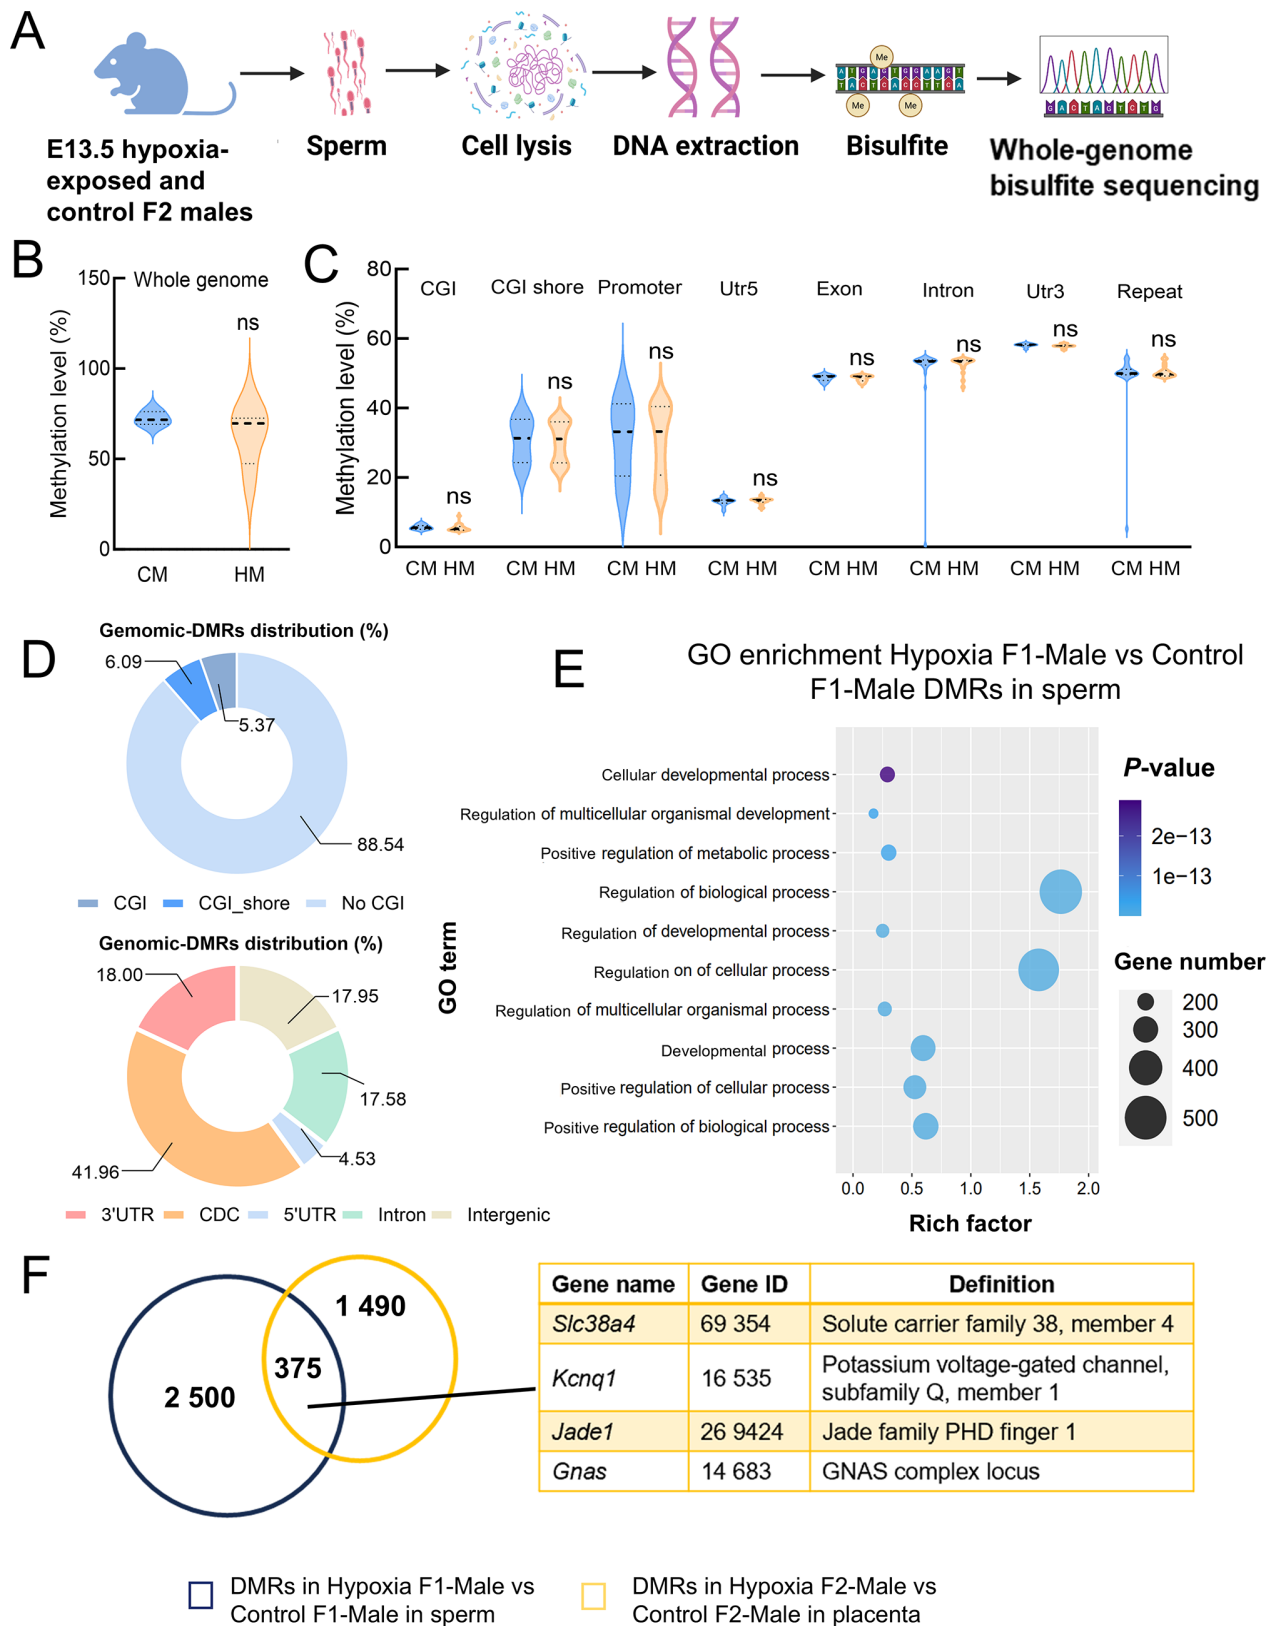 A
E13.5 hypoxia-
exposed and
control F2 males
Sperm
Cell lysis
DNA extraction
Bisulfite
Whole-genome
bisulfite sequencing
Me
A T G A G T G G A A G T
T A C T C A C C T T C A
Me Me
G A C T A G T C T G
B
Whole genome
Methylation level (%)
150
100
50
0
ns
CM HM
C
Methylation level (%)
80
60
40
20
0
CGI CGI shore Promoter Utr5 Exon Intron Utr3 Repeat
ns ns ns ns ns ns ns ns
CM HM CM HM CM HM CM HM CM HM CM HM CM HM CM HM
D
Gemomic-DMRs distribution (%)
6.09
5.37
88.54
CGI CGI_shore No CGI
Genomic-DMRs distribution (%)
18.00
17.95
17.58
4.53
41.96
3'UTR CDC 5'UTR Intron Intergenic
E
GO enrichment Hypoxia F1-Male vs Control
F1-Male DMRs in sperm
GO term
Cellular developmental process
Regulation of multicellular organismal development
Positive regulation of metabolic process
Regulation of biological process
Regulation of developmental process
Regulation on of cellular process
Regulation of multicellular organismal process
Developmental process
Positive regulation of cellular process
Positive regulation of biological process
0.0 0.5 1.0 1.5 2.0
Rich factor
P-value
2e−13
1e−13
Gene number
200
300
400
500
F
1 490
375
2 500
Gene name Gene ID Definition
Slc38a4 69 354 Solute carrier family 38, member 4
Kcnq1 16 535 Potassium voltage-gated channel,
subfamily Q, member 1
Jade1 26 9424 Jade family PHD finger 1
Gnas 14 683 GNAS complex locus
DMRs in Hypoxia F1-Male vs
Control F1-Male in sperm
DMRs in Hypoxia F2-Male vs
Control F2-Male in placenta